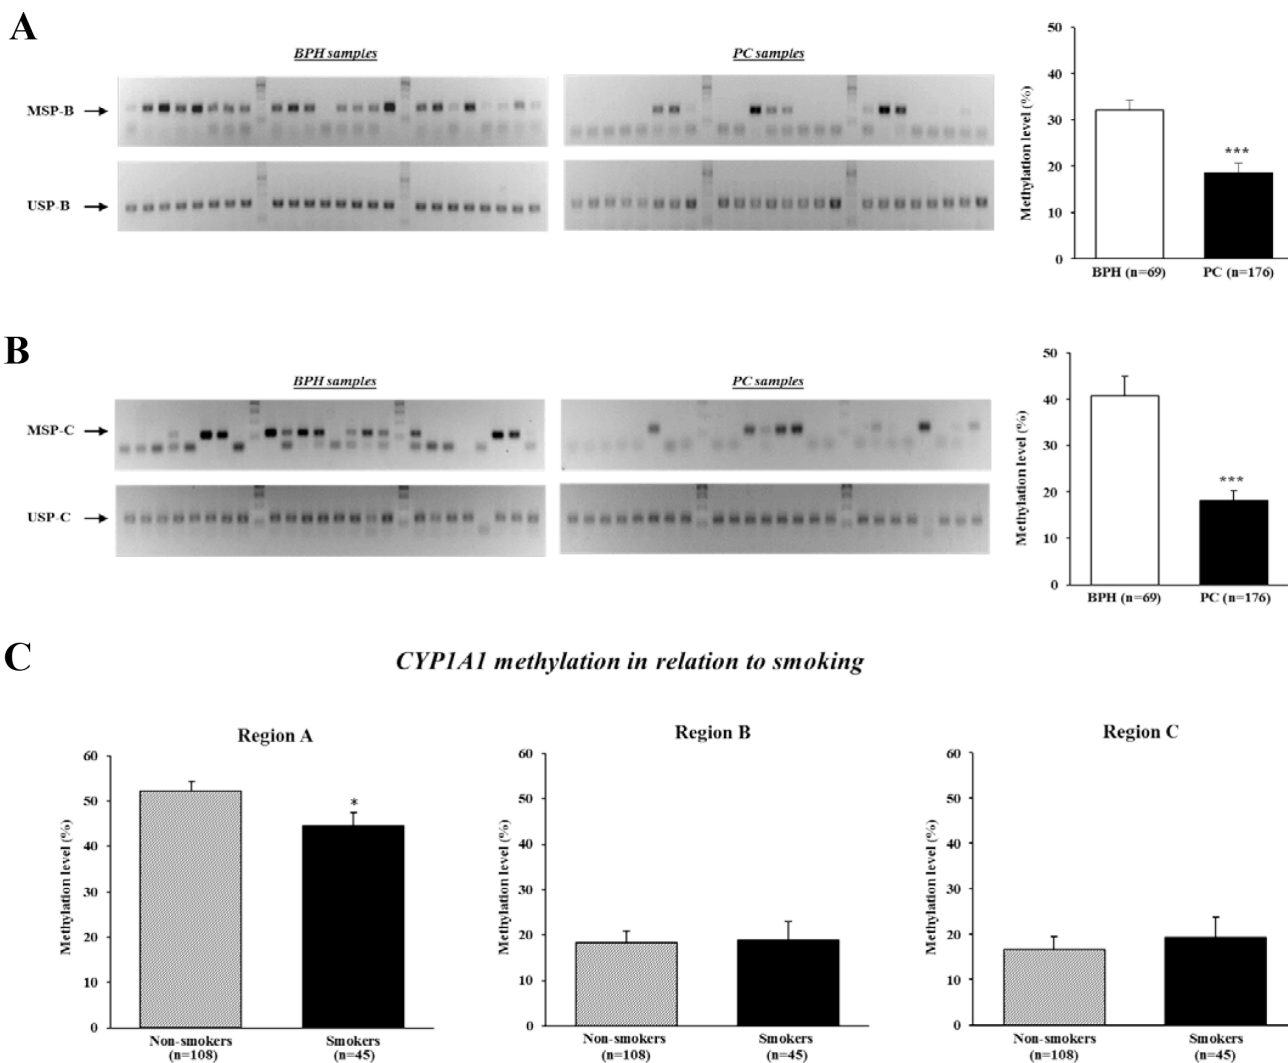 A
BPH samples
PC samples
MSP-B
USP-B
Methylation level (%)
50
40
30
20
10
0
***
BPH (n=69)
PC (n=176)
B
BPH samples
PC samples
MSP-C
USP-C
Methylation level (%)
50
40
30
20
10
0
***
BPH (n=69)
PC (n=176)
C
CYP1A1 methylation in relation to smoking
Region A
Methylation level (%)
60
50
40
30
20
10
0
*
Non-smokers
(n=108)
Smokers
(n=45)
Region B
Methylation level (%)
60
50
40
30
20
10
0
Non-smokers
(n=108)
Smokers
(n=45)
Region C
Methylation level (%)
60
50
40
30
20
10
0
Non-smokers
(n=108)
Smokers
(n=45)